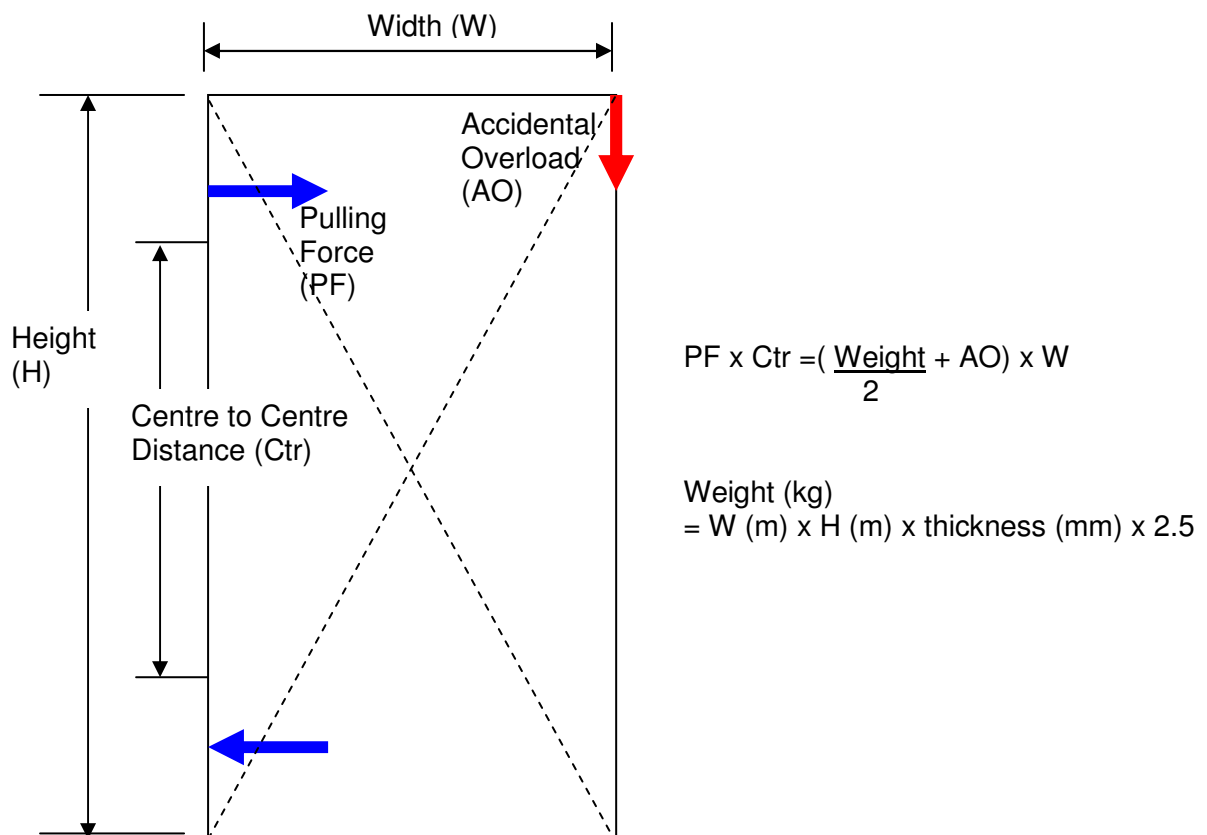 Width (W)
Accidental
Overload
(AO)
Pulling
Force
(PF)
Height
(H)
Centre to Centre
Distance (Ctr)
PF x Ctr =( Weight + AO) x W
2
Weight (kg)
= W (m) x H (m) x thickness (mm) x 2.5